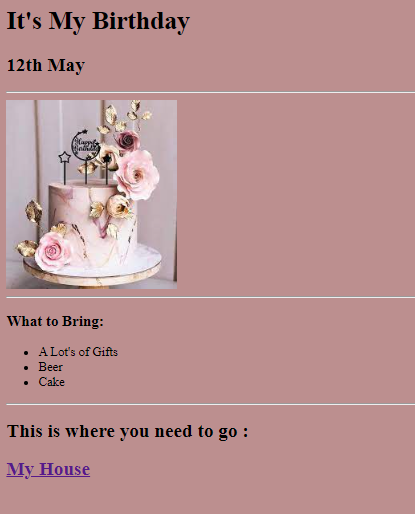 It's My Birthday
12th May
Happy
Birthday
What to Bring:
A Lot's of Gifts
Beer
Cake
This is where you need to go :
My House